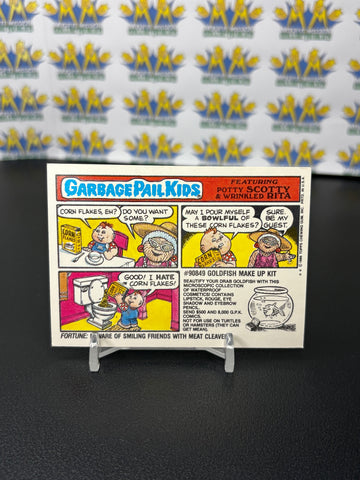 GARBAGE PAIL KIDS
FEATURING
POTTY SCOTTY
& WRINKLED RITA
CORN FLAKES, EH?
DO YOU WANT
SOME?
MAY I POUR MYSELF
A BOWLFUL OF
THESE CORN FLAKES?
SURE.
BE MY
GUEST.
CORN
FLAKES
GOOD! I HATE
CORN FLAKES!
#90849 GOLDFISH MAKE UP KIT
BEAUTIFY YOUR DRAB GOLDFISH WITH THIS
MICROSCOPIC COLLECTION
OF WATERPROOF
COSMETICS! CONTAINS
LIPSTICK, ROUGE, EYE
SHADOW AND EYEBROW
PENCIL.
SEND $500 AND 8,000 G.P.K.
COMICS.
NOT FOR USE ON TURTLES
OR HAMSTERS (THEY CAN
GET MEAN).
FORTUNE: WARE OF SMILING FRIENDS WITH MEAT CLEAVE